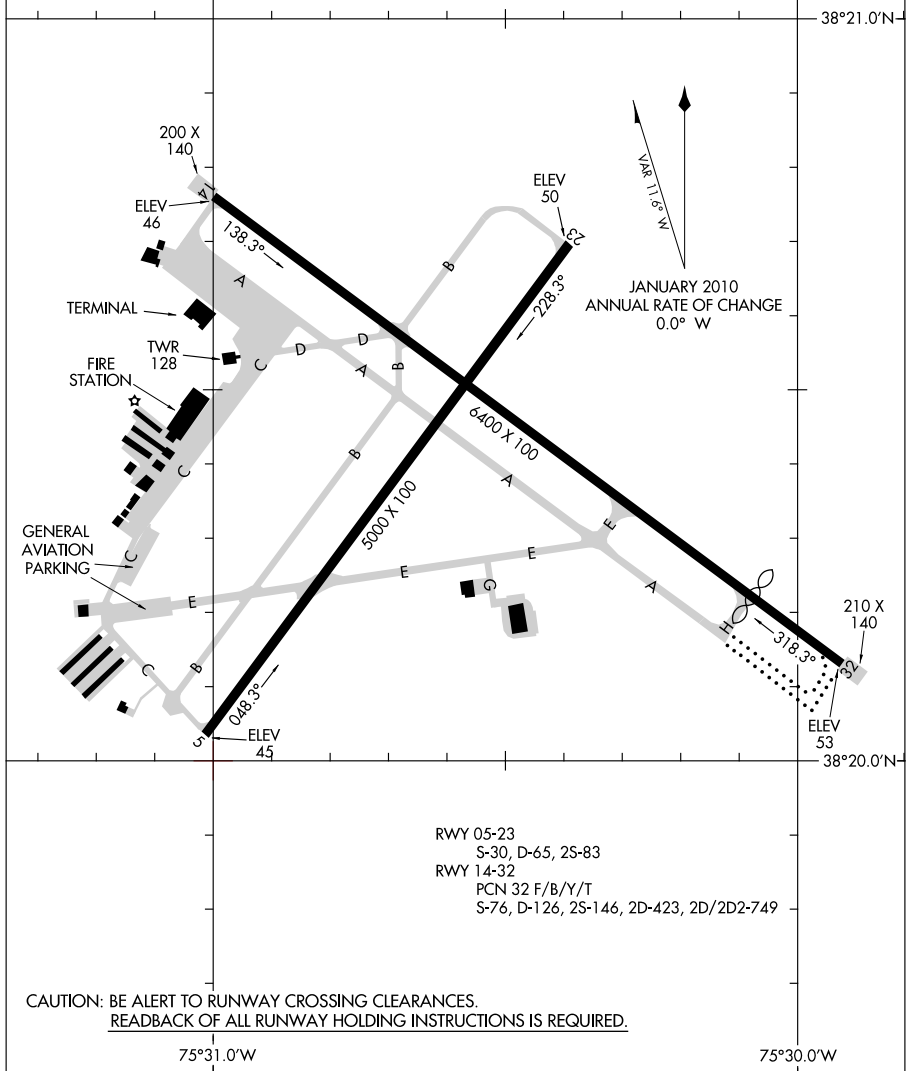 38°21.0'N
200 X
140
14
ELEV
46
138.3°
ELEV
50
23
228.3°
VAR 11.6° W
JANUARY 2010
ANNUAL RATE OF CHANGE
0.0° W
A
B
TERMINAL
TWR
128
C
D
D
A
B
FIRE
STATION
6400 X 100
B
A
C
5000 X 100
E
GENERAL
AVIATION
PARKING
C
E
E
E
G
A
H
210 X
140
318.3°
32
ELEV
53
C
B
048.3°
5
ELEV
45
38°20.0'N
RWY 05-23
S-30, D-65, 2S-83
RWY 14-32
PCN 32 F/B/Y/T
S-76, D-126, 2S-146, 2D-423, 2D/2D2-749
CAUTION: BE ALERT TO RUNWAY CROSSING CLEARANCES.
READBACK OF ALL RUNWAY HOLDING INSTRUCTIONS IS REQUIRED.
75°31.0'W
75°30.0'W